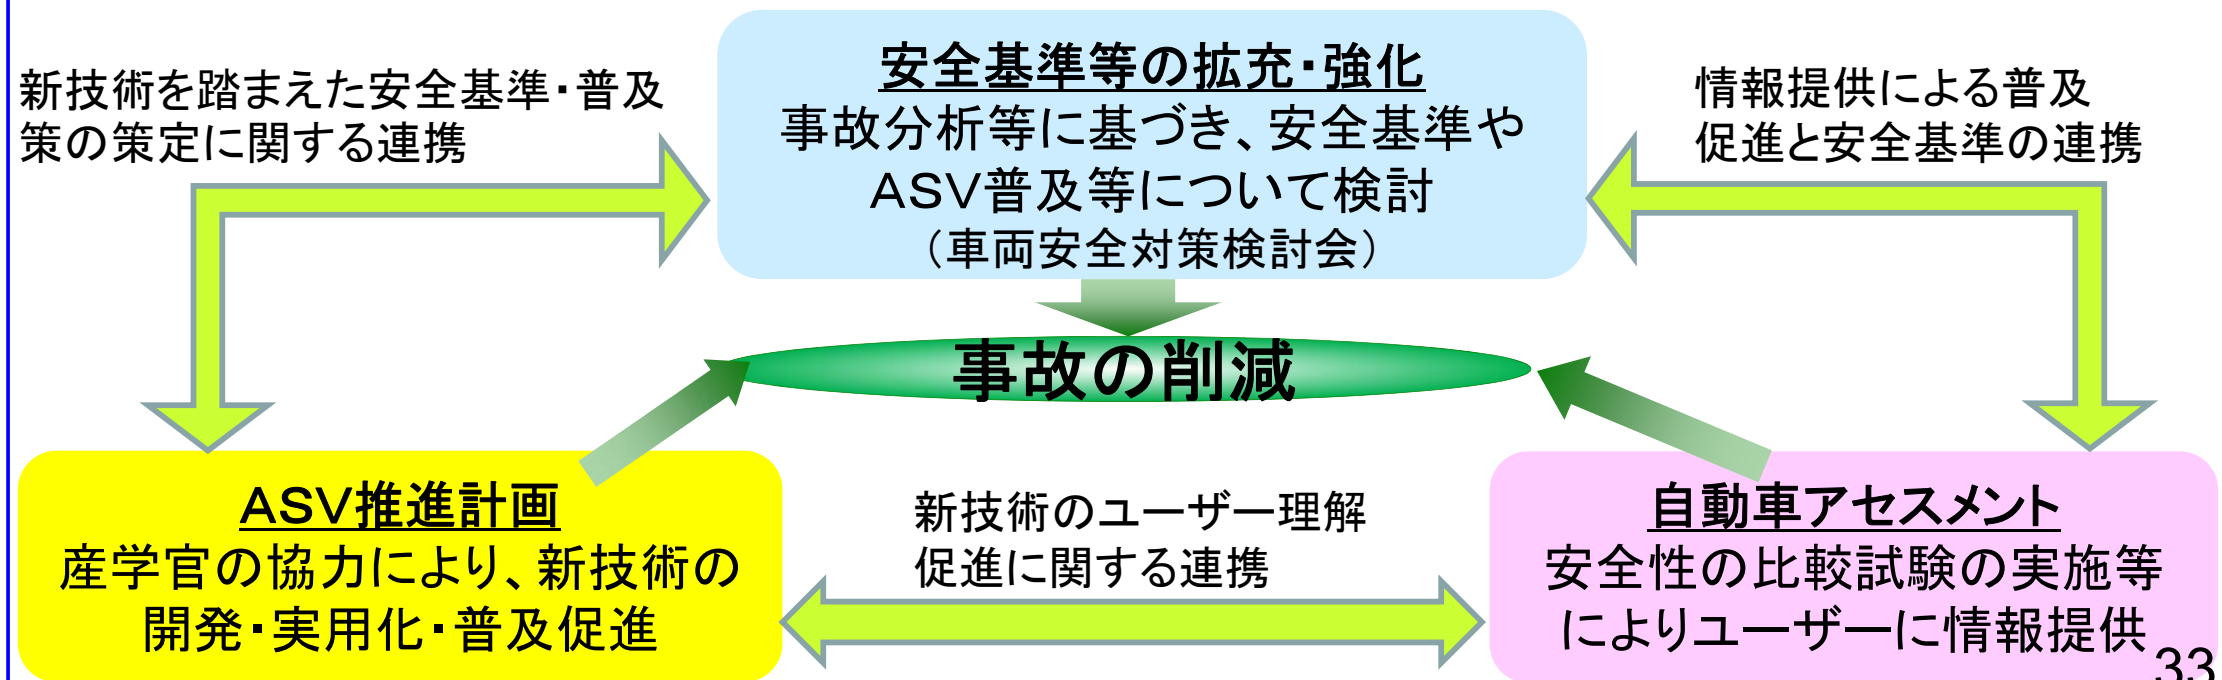 新技術を踏まえた安全基準・普及
策の策定に関する連携
安全基準等の拡充・強化
事故分析等に基づき、安全基準や
ASV普及等について検討
(車両安全対策検討会)
情報提供による普及
促進と安全基準の連携
事故の削減
ASV推進計画
産学官の協力により、新技術の
開発・実用化・普及促進
新技術のユーザー理解
促進に関する連携
自動車アセスメント
安全性の比較試験の実施等
によりユーザーに情報提供
33